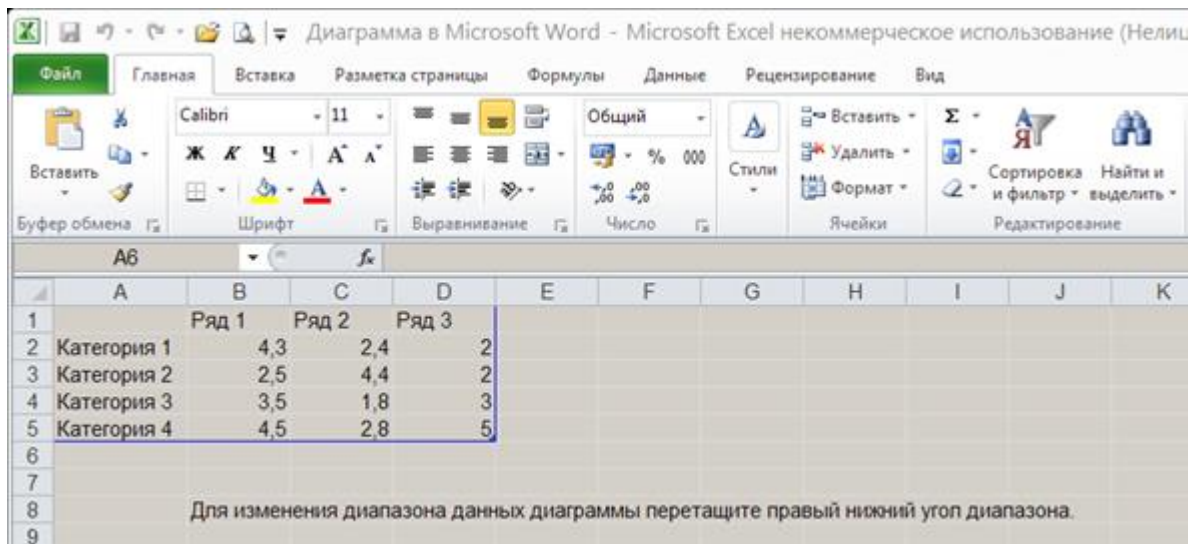 Диаграмма в Microsoft Word - Microsoft Excel некоммерческое использование (Нелиц
Файл Главная Вставка Разметка страницы Формулы Данные Рецензирование Вид
Calibri 11 Общий Вставить Σ
Вставить Ж К Ч А А % 000 Стили Удалить Сортировка и фильтр Найти и выделить
А Формат
Буфер обмена Шрифт Выравнивание Число Ячейки Редактирование
A6 fx
A B C D E F G H I J K
1 Ряд 1 Ряд 2 Ряд 3
2 Категория 1 4,3 2,4 2
3 Категория 2 2,5 4,4 2
4 Категория 3 3,5 1,8 3
5 Категория 4 4,5 2,8 5
6
7
8 Для изменения диапазона данных диаграммы перетащите правый нижний угол диапазона.
9